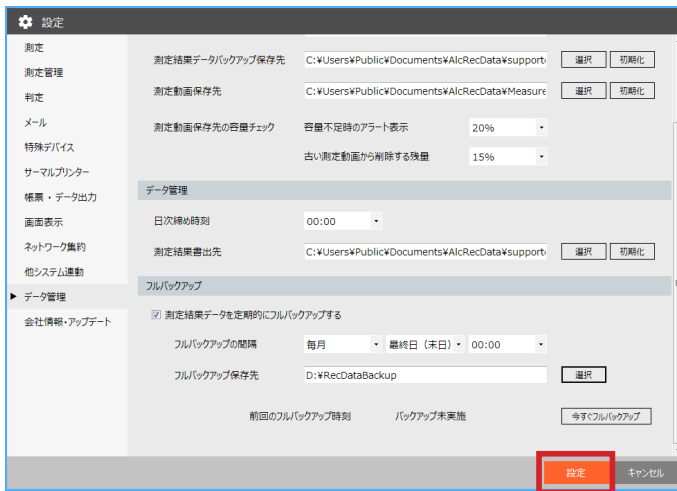 設定
測定
測定管理
判定
メール
特殊デバイス
サーマルプリンター
帳票・データ出力
画面表示
ネットワーク集約
他システム連動
データ管理
会社情報・アップデート
測定結果データバックアップ保存先 C:¥Users¥Public¥Documents¥AlcRecData¥support 選択 初期化
測定動画保存先 C:¥Users¥Public¥Documents¥AlcRecData¥Measure 選択 初期化
測定動画保存先の容量チェック 容量不足時のアラート表示 20%
古い測定動画から削除する残量 15%
データ管理
日次締め時刻 00:00
測定結果書出先 C:¥Users¥Public¥Documents¥AlcRecData¥support 選択 初期化
フルバックアップ
測定結果データを定期的にフルバックアップする
フルバックアップの間隔 毎月 最終日（末日） 00:00
フルバックアップ保存先 D:¥RecDataBackup 選択
前回のフルバックアップ時刻 バックアップ未実施 今すぐフルバックアップ
設定 キャンセル